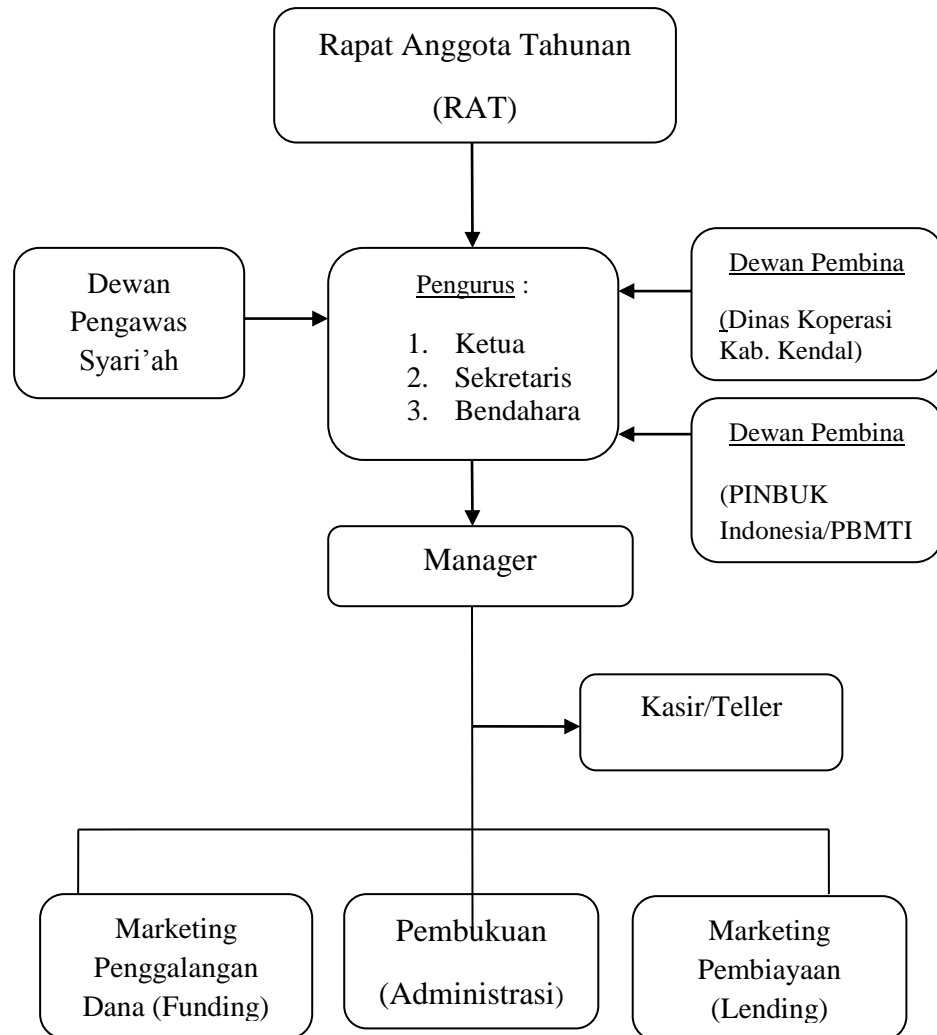 Rapat Anggota Tahunan
(RAT)
Dewan
Pengawas
Syari’ah
Pengurus :
1. Ketua
2. Sekretaris
3. Bendahara
Dewan Pembina
(Dinas Koperasi
Kab. Kendal)
Dewan Pembina
(PINBUK
Indonesia/PBMTI
Manager
Kasir/Teller
Marketing
Penggalangan
Dana (Funding)
Pembukuan
(Administrasi)
Marketing
Pembiayaan
(Lending)